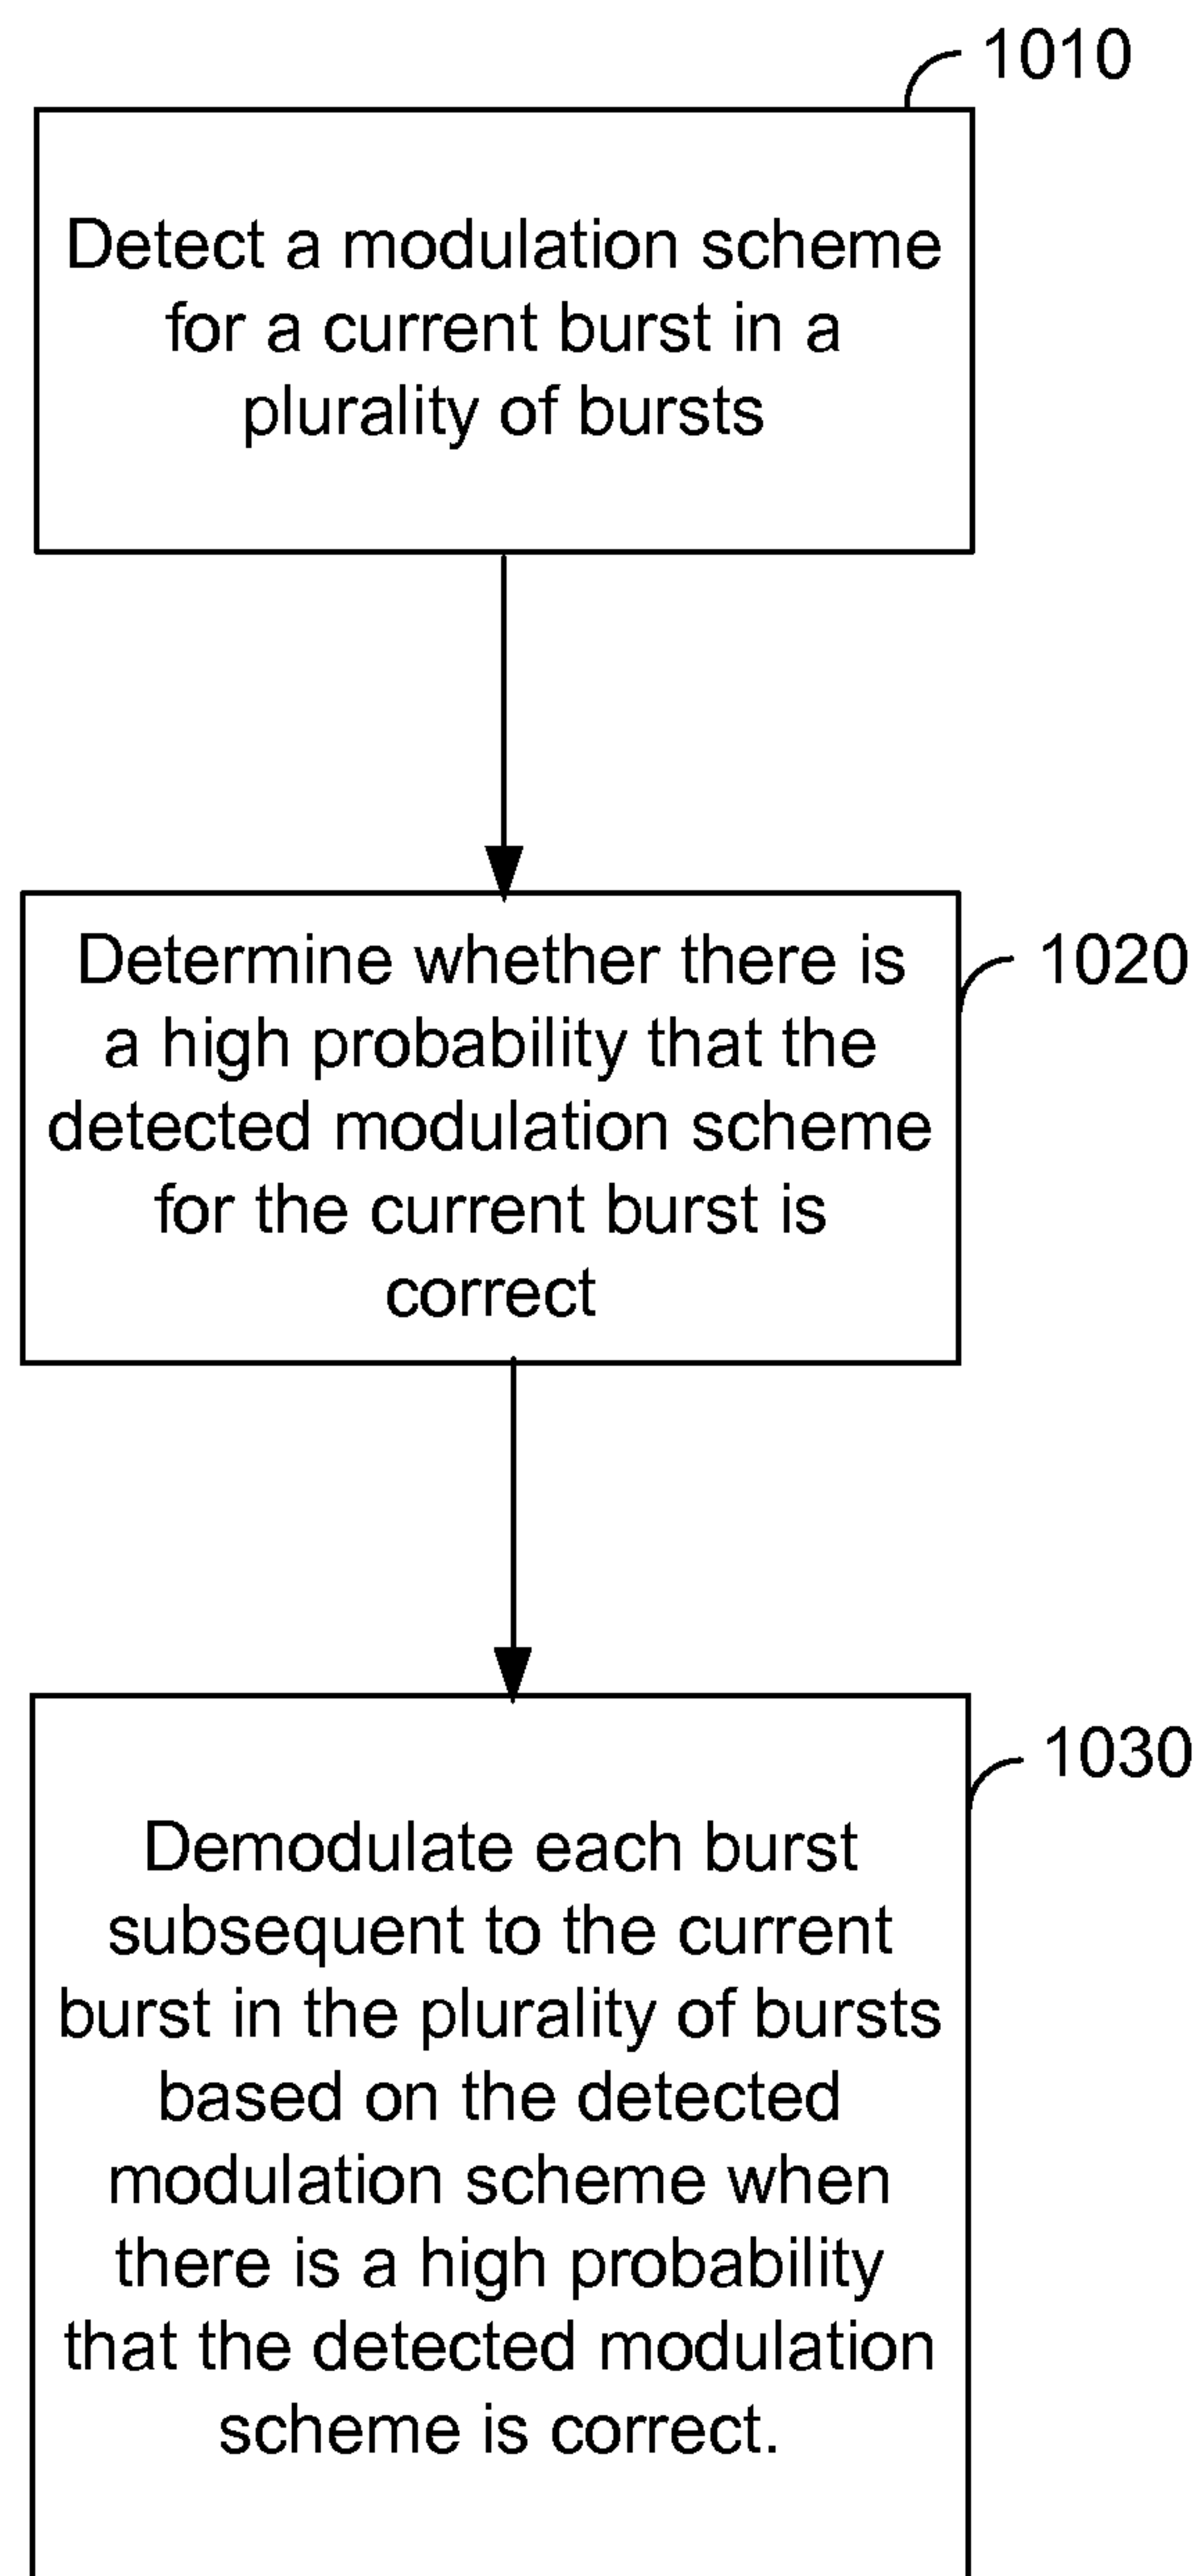 1010
Detect a modulation scheme
for a current burst in a
plurality of bursts
Determine whether there is
a high probability that the
detected modulation scheme
for the current burst is
correct
1020
1030
Demodulate each burst
subsequent to the current
burst in the plurality of bursts
based on the detected
modulation scheme when
there is a high probability
that the detected modulation
scheme is correct.